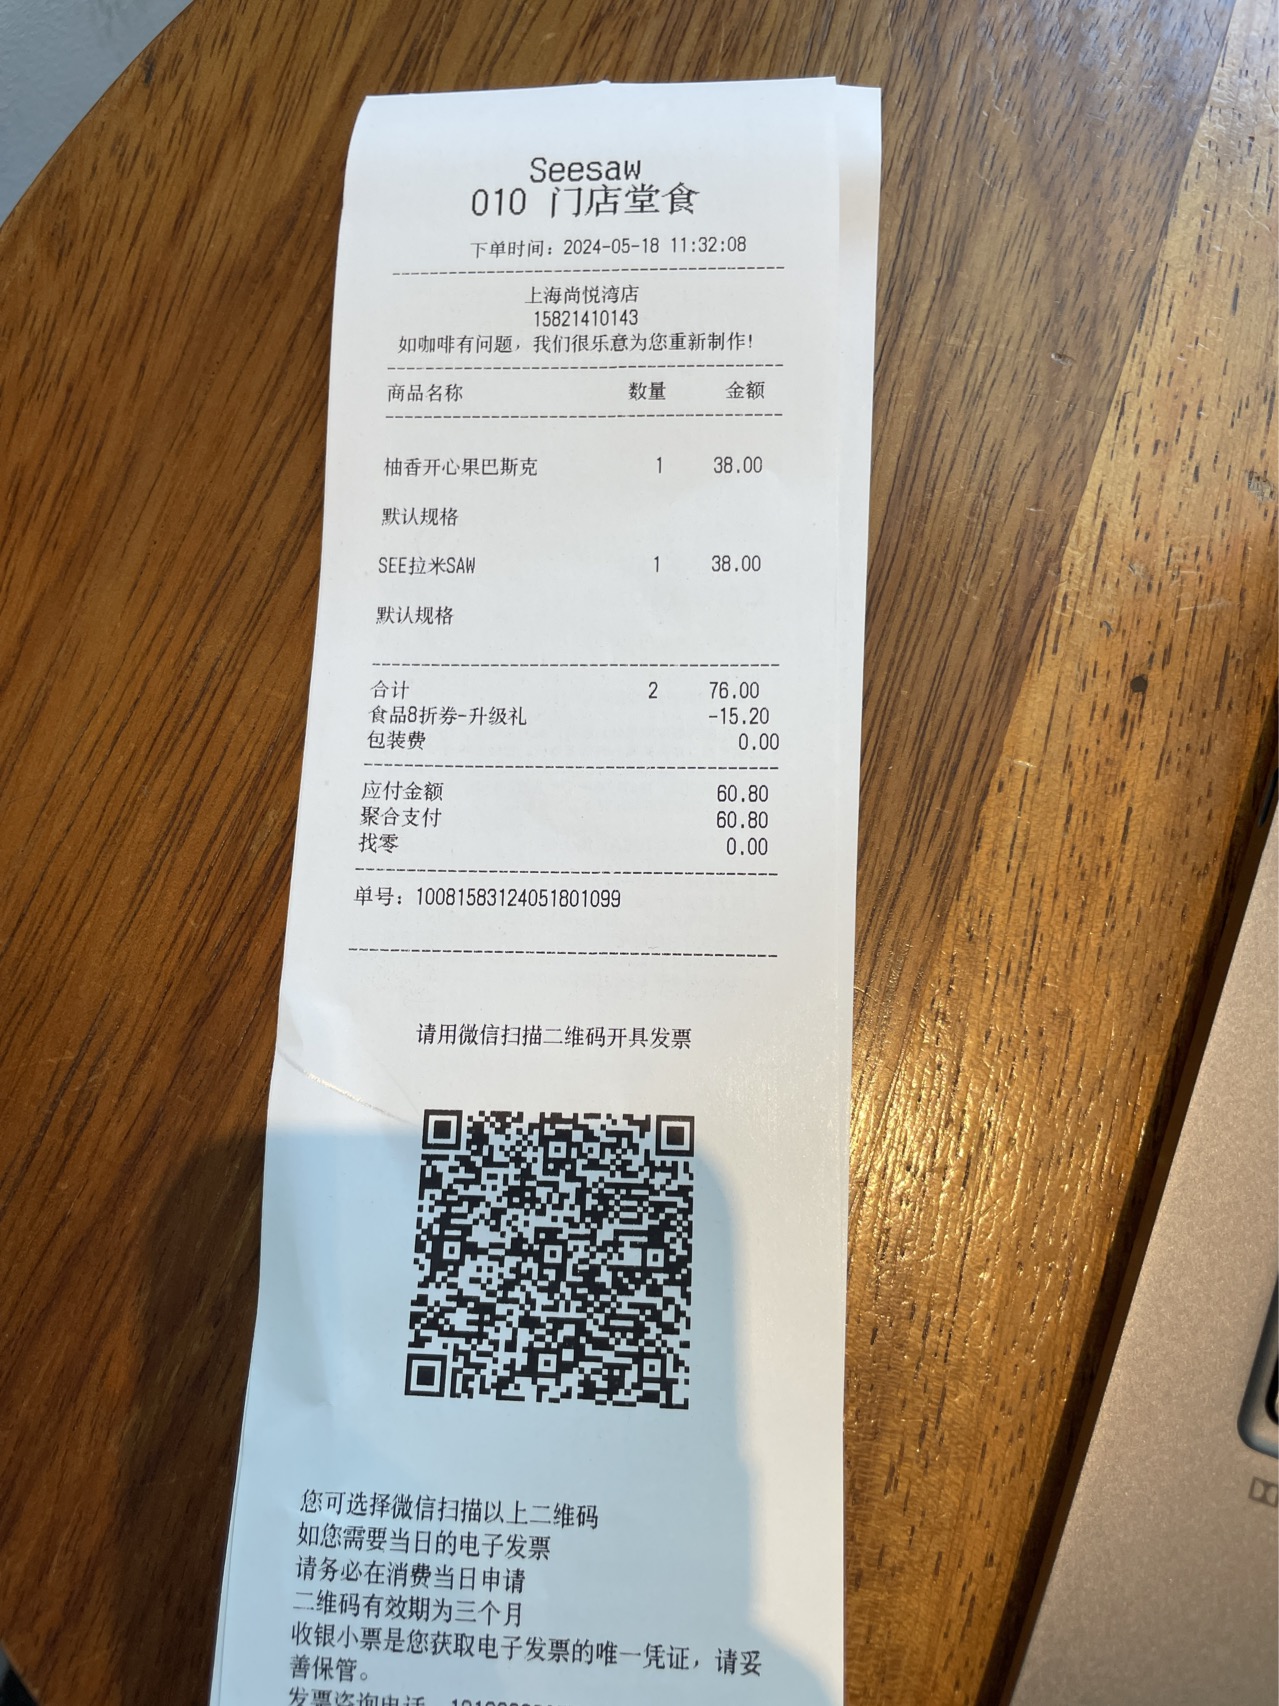 Seesaw
010 门店堂食
下单时间：2024-05-18 11:32:08
上海尚悦湾店
15821410143
如咖啡有问题，我们很乐意为您重新制作！
商品名称 数量 金额
柚香开心果巴斯克 1 38.00
默认规格
SEE拉米SAW 1 38.00
默认规格
合计 2 76.00
食品8折券-升级礼 -15.20
包装费 0.00
应付金额 60.80
聚合支付 60.80
找零 0.00
单号：10081583124051801099
请用微信扫描二维码开具发票
您可选择微信扫描以上二维码
如您需要当日的电子发票
请务必在消费当日申请
二维码有效期为三个月
收银小票是您获取电子发票的唯一凭证，请妥
善保管。
发票咨询电话